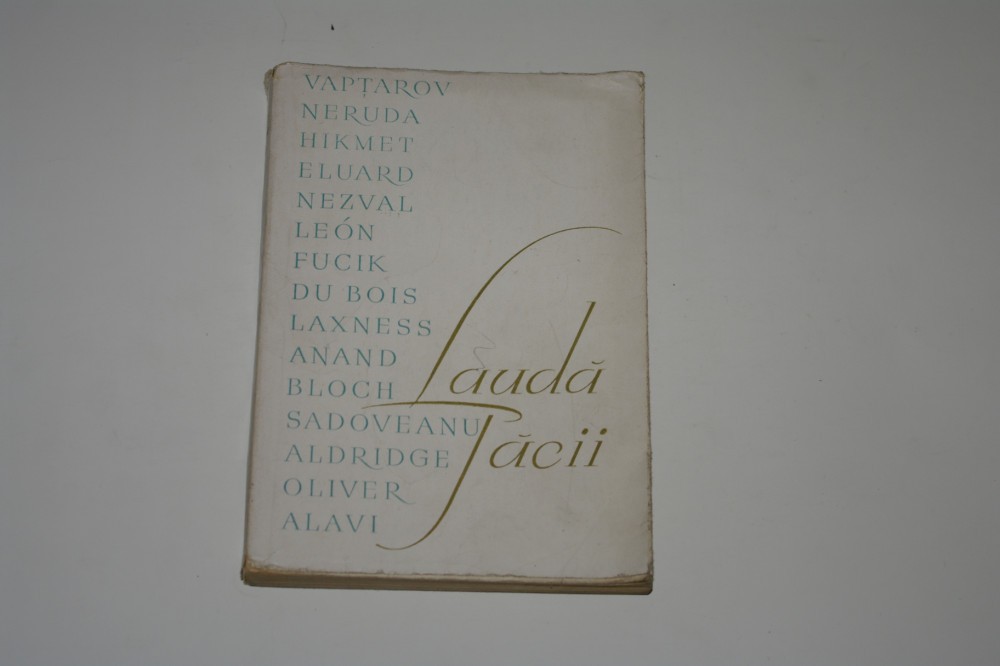 VAPȚAROV
NERUDA
HIKMET
ELUARD
NEZVAL
LEÓN
FUCIK
DU BOIS
LAXNESS
ANAND
BLOCH
SADOVEANU
ALDRIDGE
OLIVER
ALAVI
Laudă
Păcii